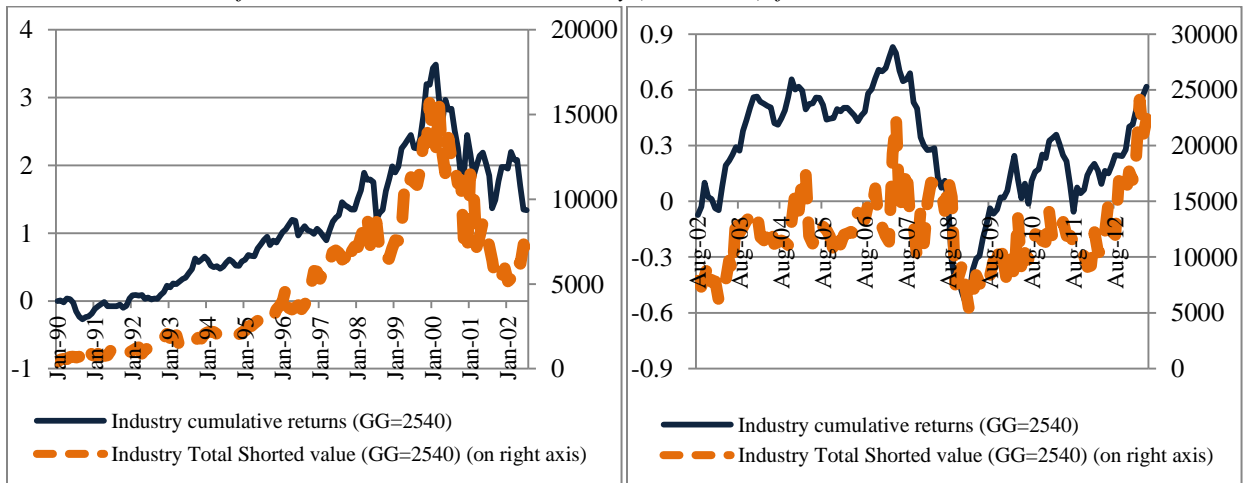 4
3
2
1
0
-1
20000
15000
10000
5000
0
Jan-90
Jan-91
Jan-92
Jan-93
Jan-94
Jan-95
Jan-96
Jan-97
Jan-98
Jan-99
Jan-00
Jan-01
Jan-02
Industry cumulative returns (GG=2540)
Industry Total Shorted value (GG=2540) (on right axis)
0.9
0.6
0.3
0
-0.3
-0.6
-0.9
30000
25000
20000
15000
10000
5000
0
Aug-02
Aug-03
Aug-04
Aug-05
Aug-06
Aug-07
Aug-08
Aug-09
Aug-10
Aug-11
Aug-12
Industry cumulative returns (GG=2540)
Industry Total Shorted value (GG=2540) (on right axis)